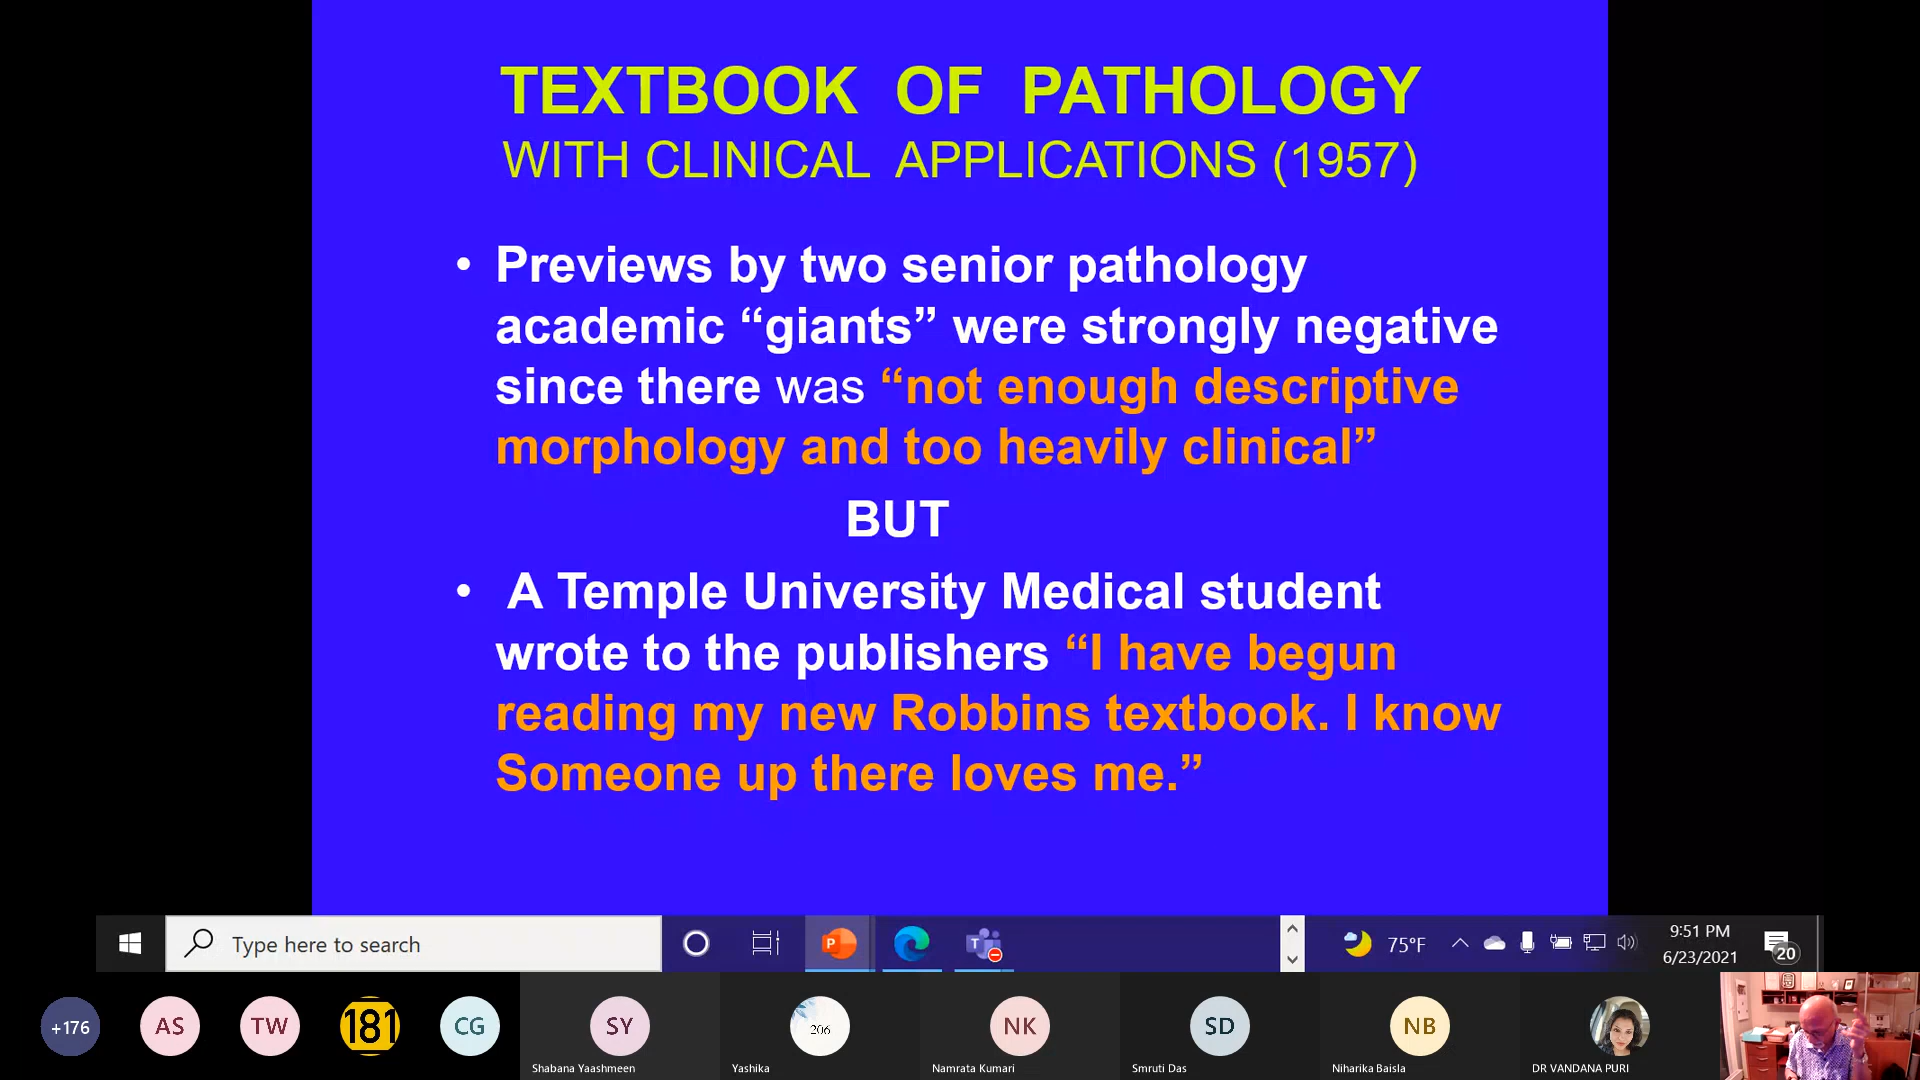 TEXTBOOK OF PATHOLOGY
WITH CLINICAL APPLICATIONS (1957)
• Previews by two senior pathology
academic “giants” were strongly negative
since there was “not enough descriptive
morphology and too heavily clinical”
BUT
• A Temple University Medical student
wrote to the publishers “I have begun
reading my new Robbins textbook. I know
Someone up there loves me.”
Type here to search
75°F
9:51 PM
6/23/2021
20
+176
AS
TW
181
CG
SY
206
NK
SD
NB
Shabana Yaashmeen
Yashika
Namrata Kumari
Smruti Das
Niharika Baisla
DR VANDANA PURI